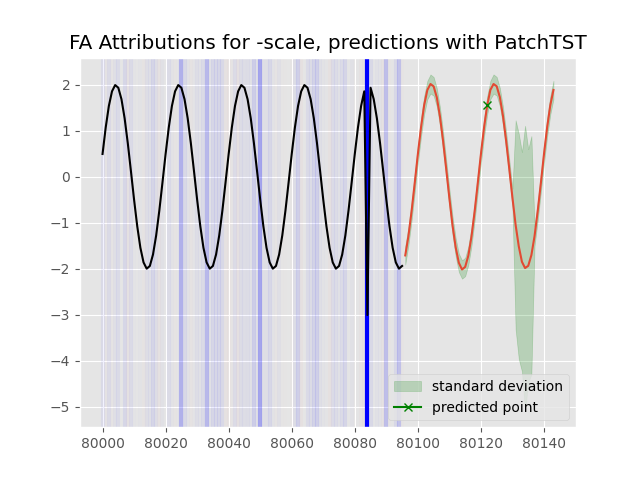 FA Attributions for -scale, predictions with PatchTST
2
1
0
−1
−2
−3
−4
−5
standard deviation
predicted point
80000 80020 80040 80060 80080 80100 80120 80140